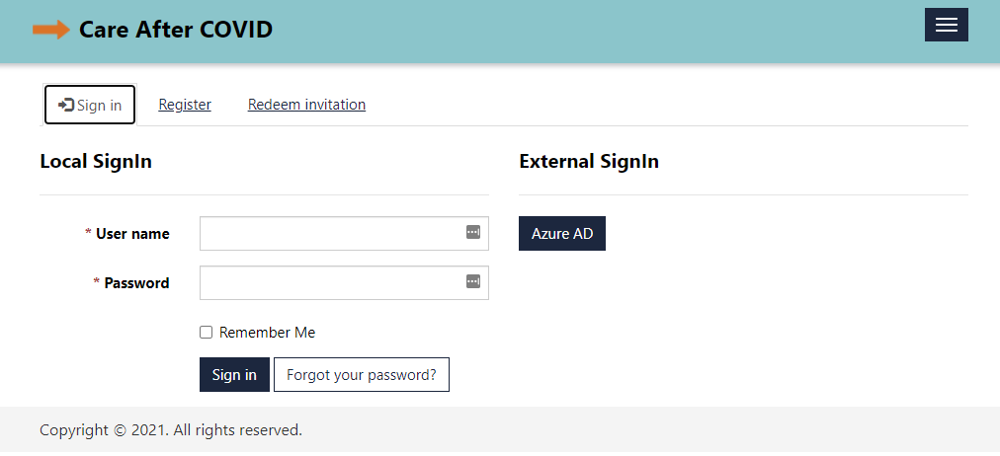 Care After COVID
Sign in Register Redeem invitation
Local SignIn
External SignIn
* User name
Azure AD
* Password
Remember Me
Sign in Forgot your password?
Copyright © 2021. All rights reserved.